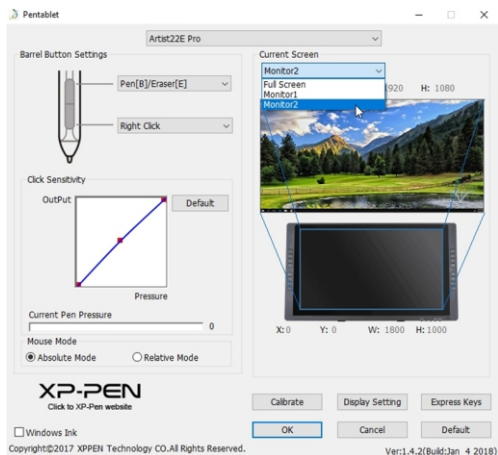 Pentablet
Artist22E Pro
Barrel Button Settings
Pen[B]/Eraser[E]
Right Click
Click Sensitivity
OutPut
Default
Pressure
Current Pen Pressure
0
Mouse Mode
Absolute Mode
Relative Mode
XP-PEN
Click to XP-Pen website
Windows Ink
Copyright©2017 XPPEN Technology CO.All Rights Reserved.
Current Screen
Monitor2
Full Screen
Monitor1
Monitor2
1920 H: 1080
X: 0 Y: 0 W: 1800 H: 1000
Calibrate
Display Setting
Express Keys
OK
Cancel
Default
Ver:1.4.2(Build:Jan 4 2018)